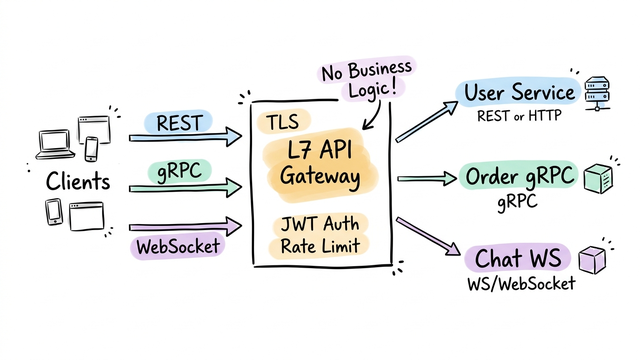 No Business
Logic!
Clients
REST
gRPC
WebSocket
TLS
L7 API
Gateway
JWT Auth
Rate Limit
User Service
REST or HTTP
Order gRPC
gRPC
Chat WS
WS/WebSocket